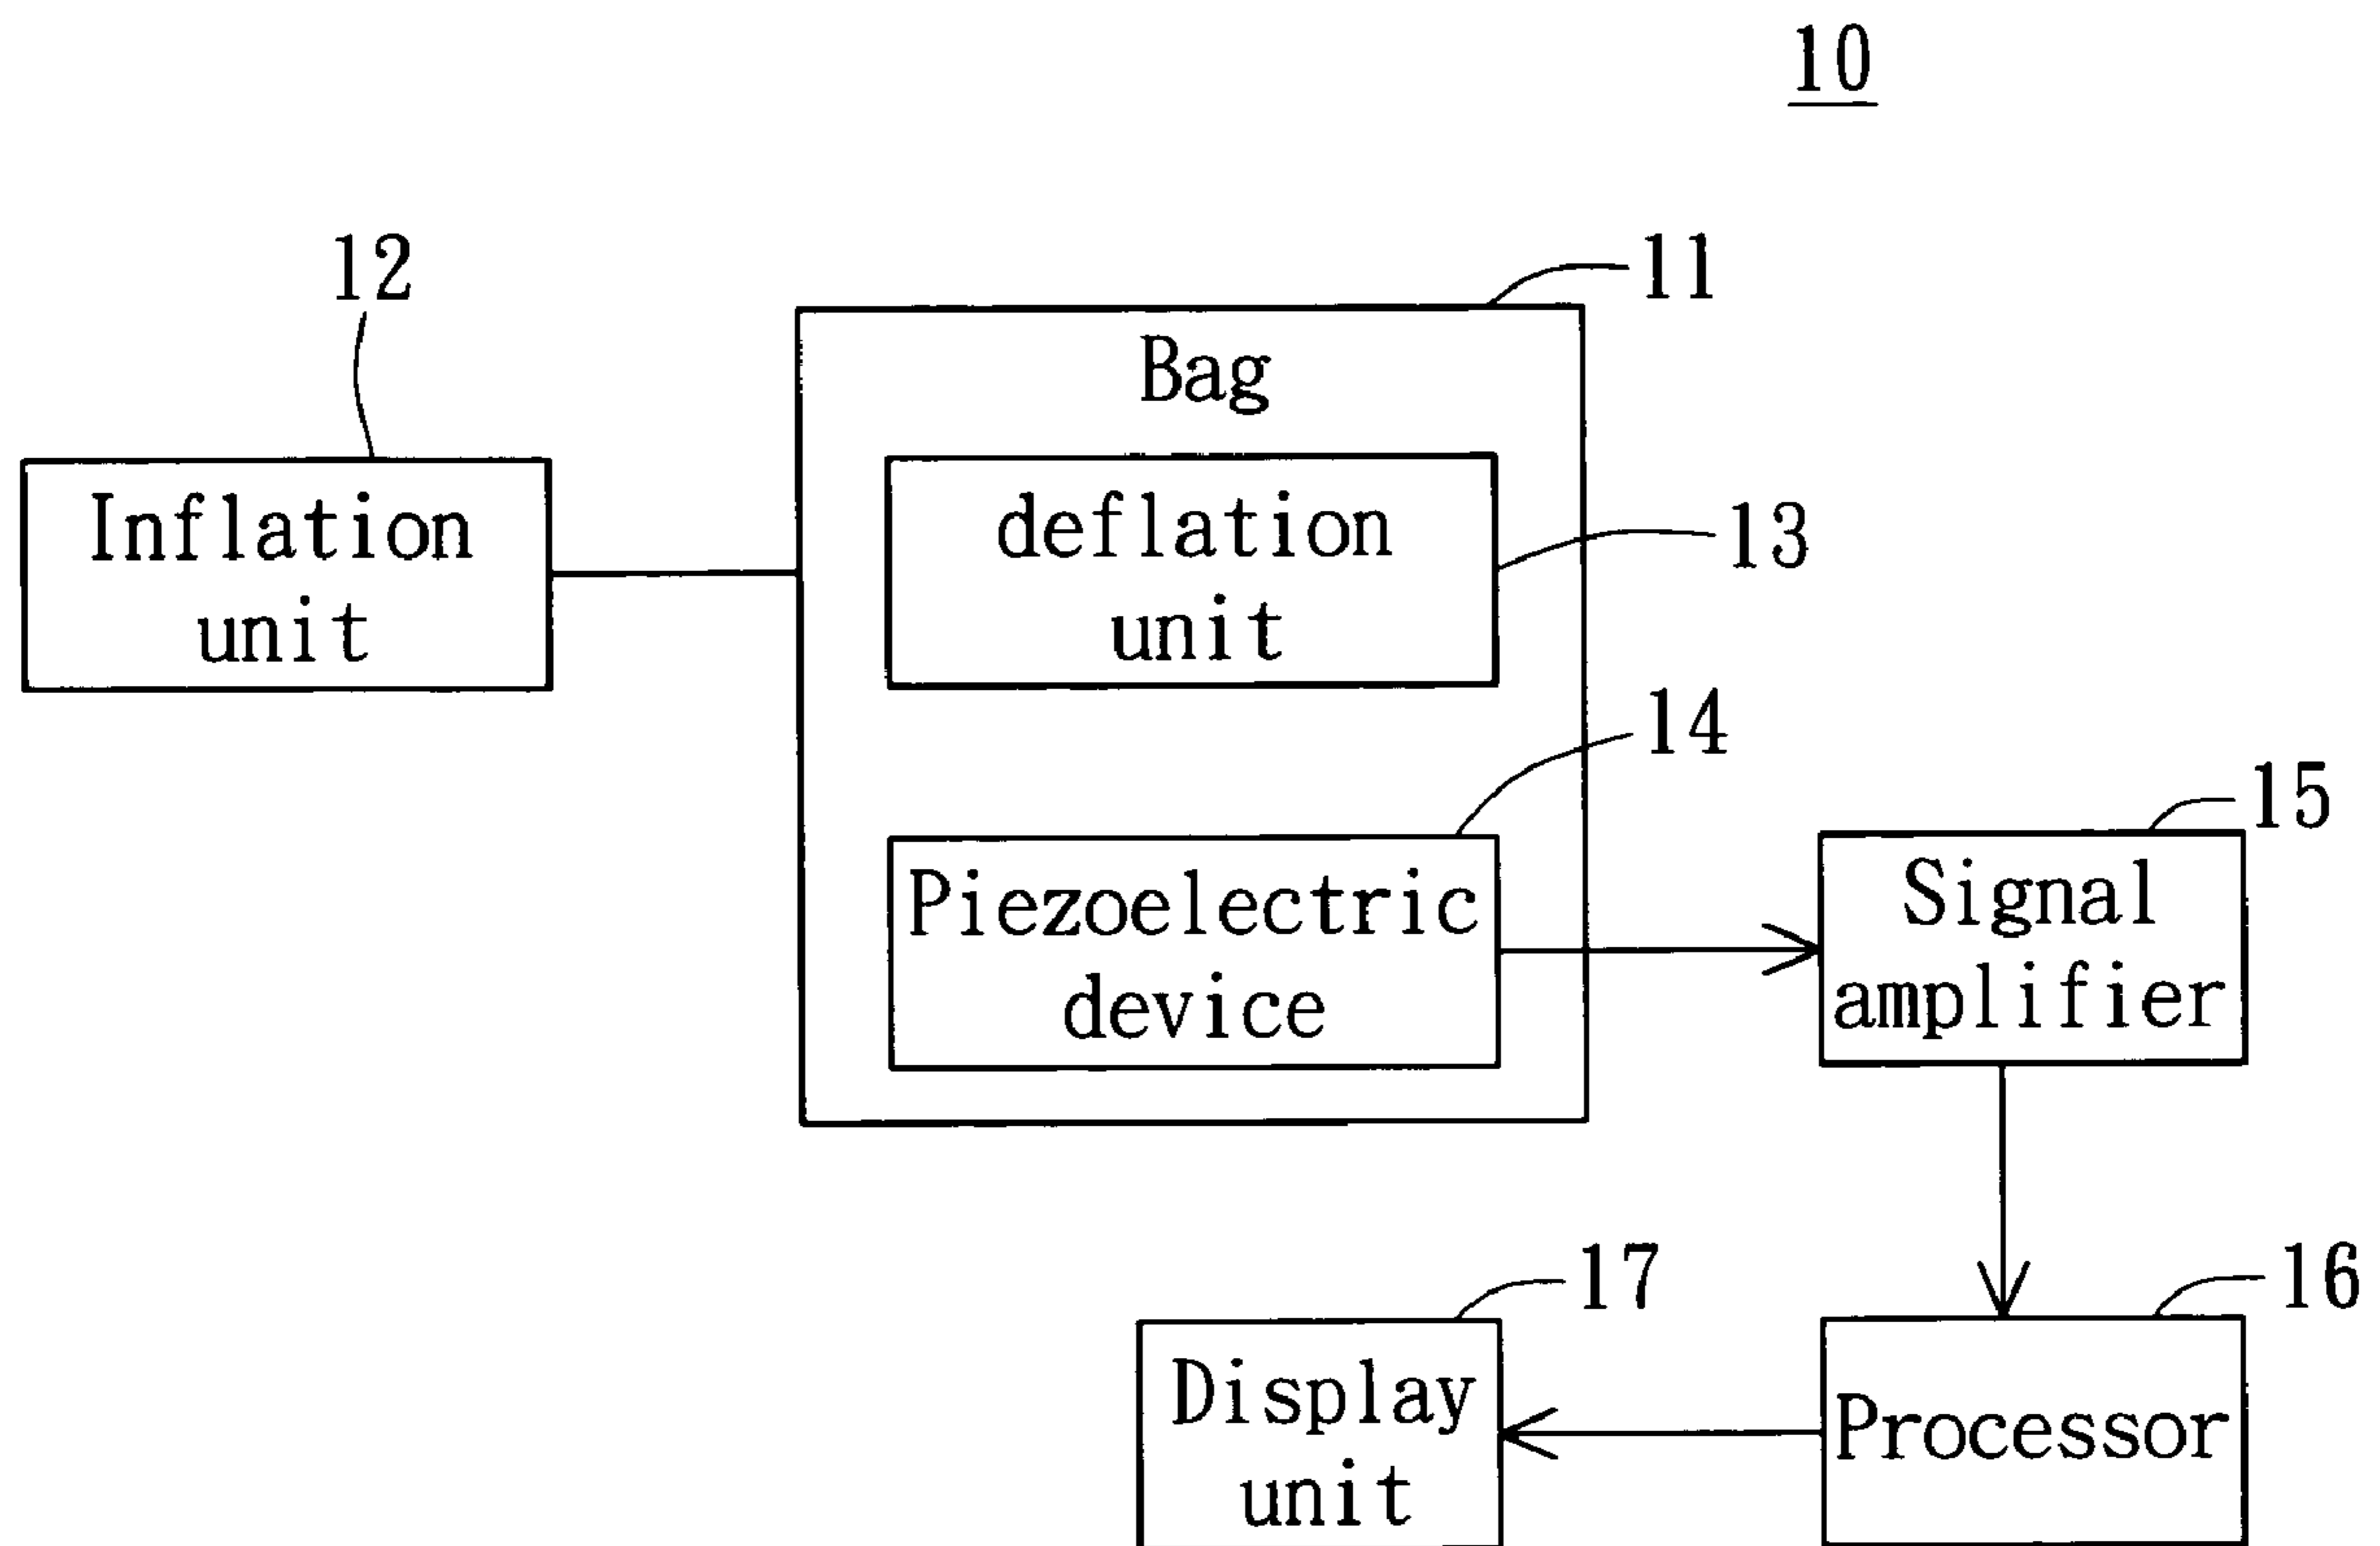 10
12
11
Bag
Inflation
unit
deflation
unit
13
14
Piezoelectric
device
15
Signal
amplifier
17
16
Display
unit
Processor